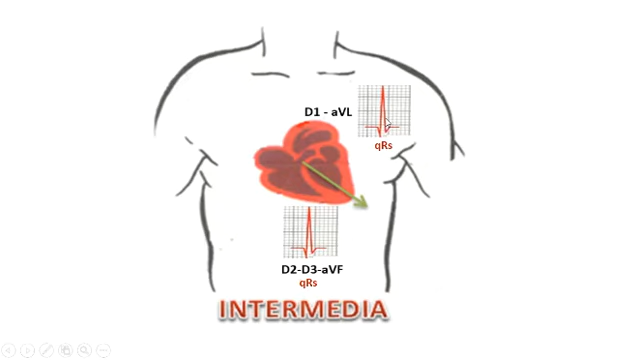 D1 - aVL
qRs
D2-D3-aVF
qRs
INTERMEDIA